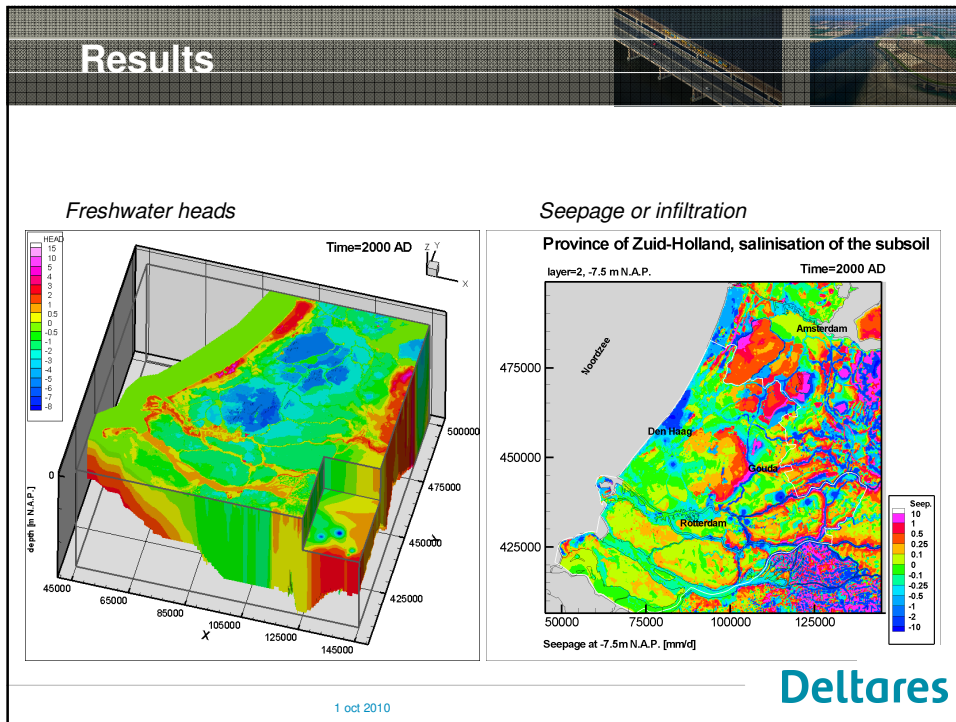 Results
Freshwater heads
Seepage or infiltration
HEAD
15
10
5
4
3
2
1
0.5
0
-0.5
-1
-2
-3
-4
-5
-6
-7
-8
Time=2000 AD
Z
Y
X
0
depth [m N.A.P.]
45000
65000
85000
105000
125000
145000
X
500000
475000
450000
425000
Y
Province of Zuid-Holland, salinisation of the subsoil
layer=2, -7.5 m N.A.P.
Time=2000 AD
Noordzee
Amsterdam
Den Haag
Gouda
Rotterdam
475000
450000
425000
50000
75000
100000
125000
Seepage at -7.5m N.A.P. [mm/d]
Seep.
10
1
0.5
0.25
0.1
0
-0.1
-0.25
-0.5
-1
-2
-10
Deltares
1 oct 2010